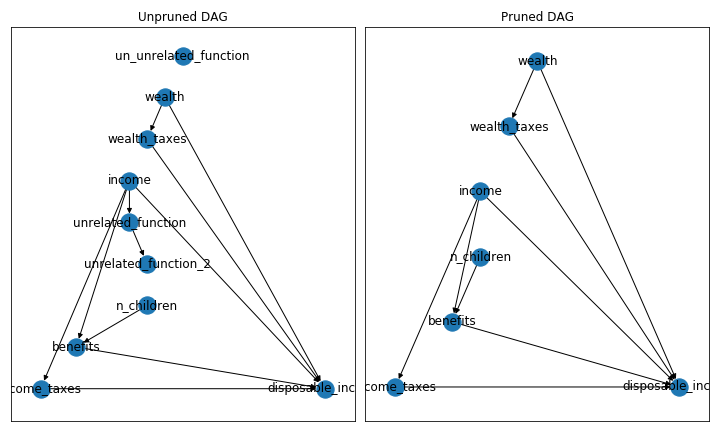 Unpruned DAG
un_unrelated_function
wealth
wealth_taxes
income
unrelated_function
unrelated_function_2
n_children
benefits
come_taxes
disposable_inc
Pruned DAG
wealth
wealth_taxes
income
n_children
benefits
come_taxes
disposable_inc